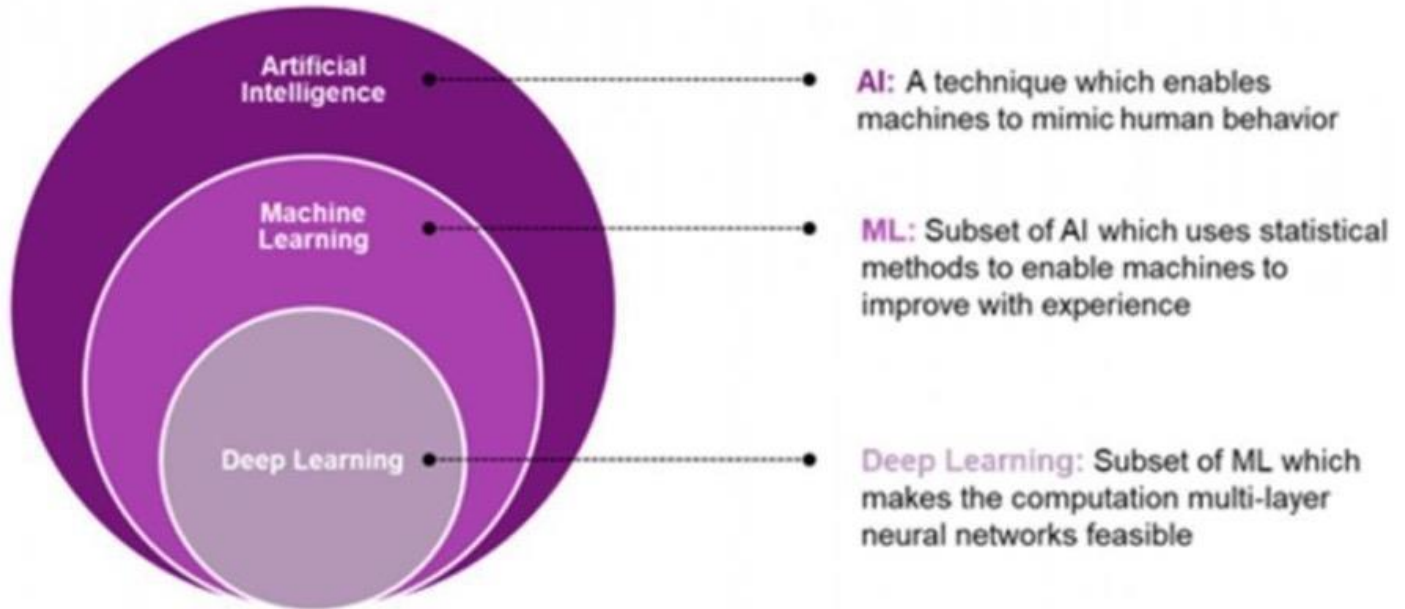 Artificial
Intelligence
AI: A technique which enables
machines to mimic human behavior
Machine
Learning
ML: Subset of AI which uses statistical
methods to enable machines to
improve with experience
Deep Learning
Deep Learning: Subset of ML which
makes the computation multi-layer
neural networks feasible